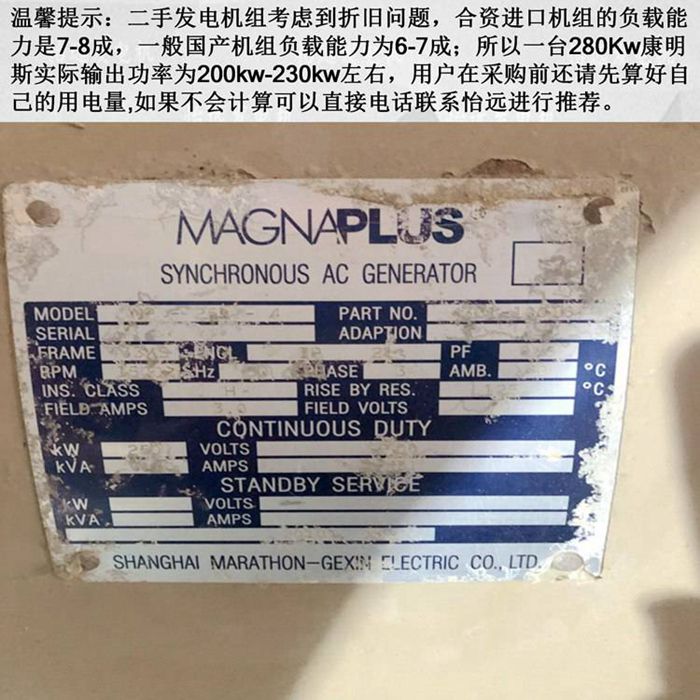 温馨提示：二手发电机组考虑到折旧问题，合资进口机组的负载能
力是7-8成，一般国产机组负载能力为6-7成；所以一台280Kw康明
斯实际输出功率为200kw-230kw左右，用户在采购前还请先算好自
己的用电量,如果不会计算可以直接电话联系怡远进行推荐。
MAGNAPLUS
SYNCHRONOUS AC GENERATOR
MODEL PART NO.
SERIAL ADAPTION
FRAME ENCL PF
RPM Hz PHASE 3 AMB. °C
INS. CLASS H RISE BY RES. °C
FIELD AMPS FIELD VOLTS
CONTINUOUS DUTY
kW VOLTS
kVA AMPS
STANDBY SERVICE
kW VOLTS
kVA AMPS
SHANGHAI MARATHON-GEXIN ELECTRIC CO., LTD.